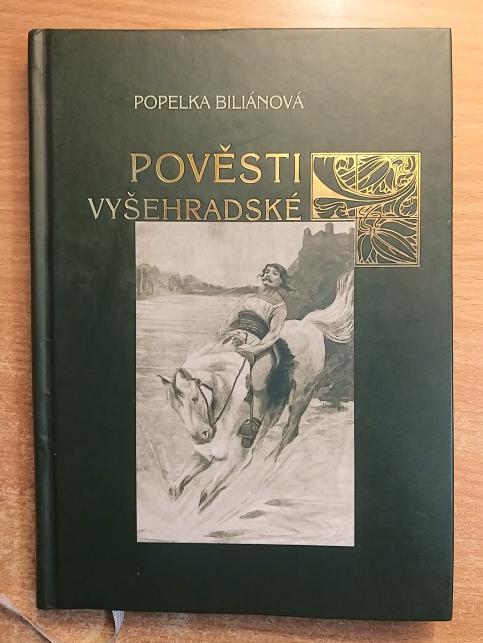 POPELKA BILIÁNOVÁ
POVĚSTI
VYŠEHRADSKÉ